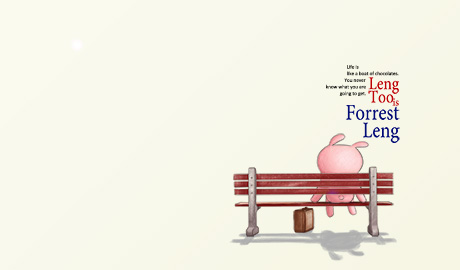 Life is
like a boat of chocolates.
You never
know what you are
going to get.
Leng
Too is
Forrest
Leng